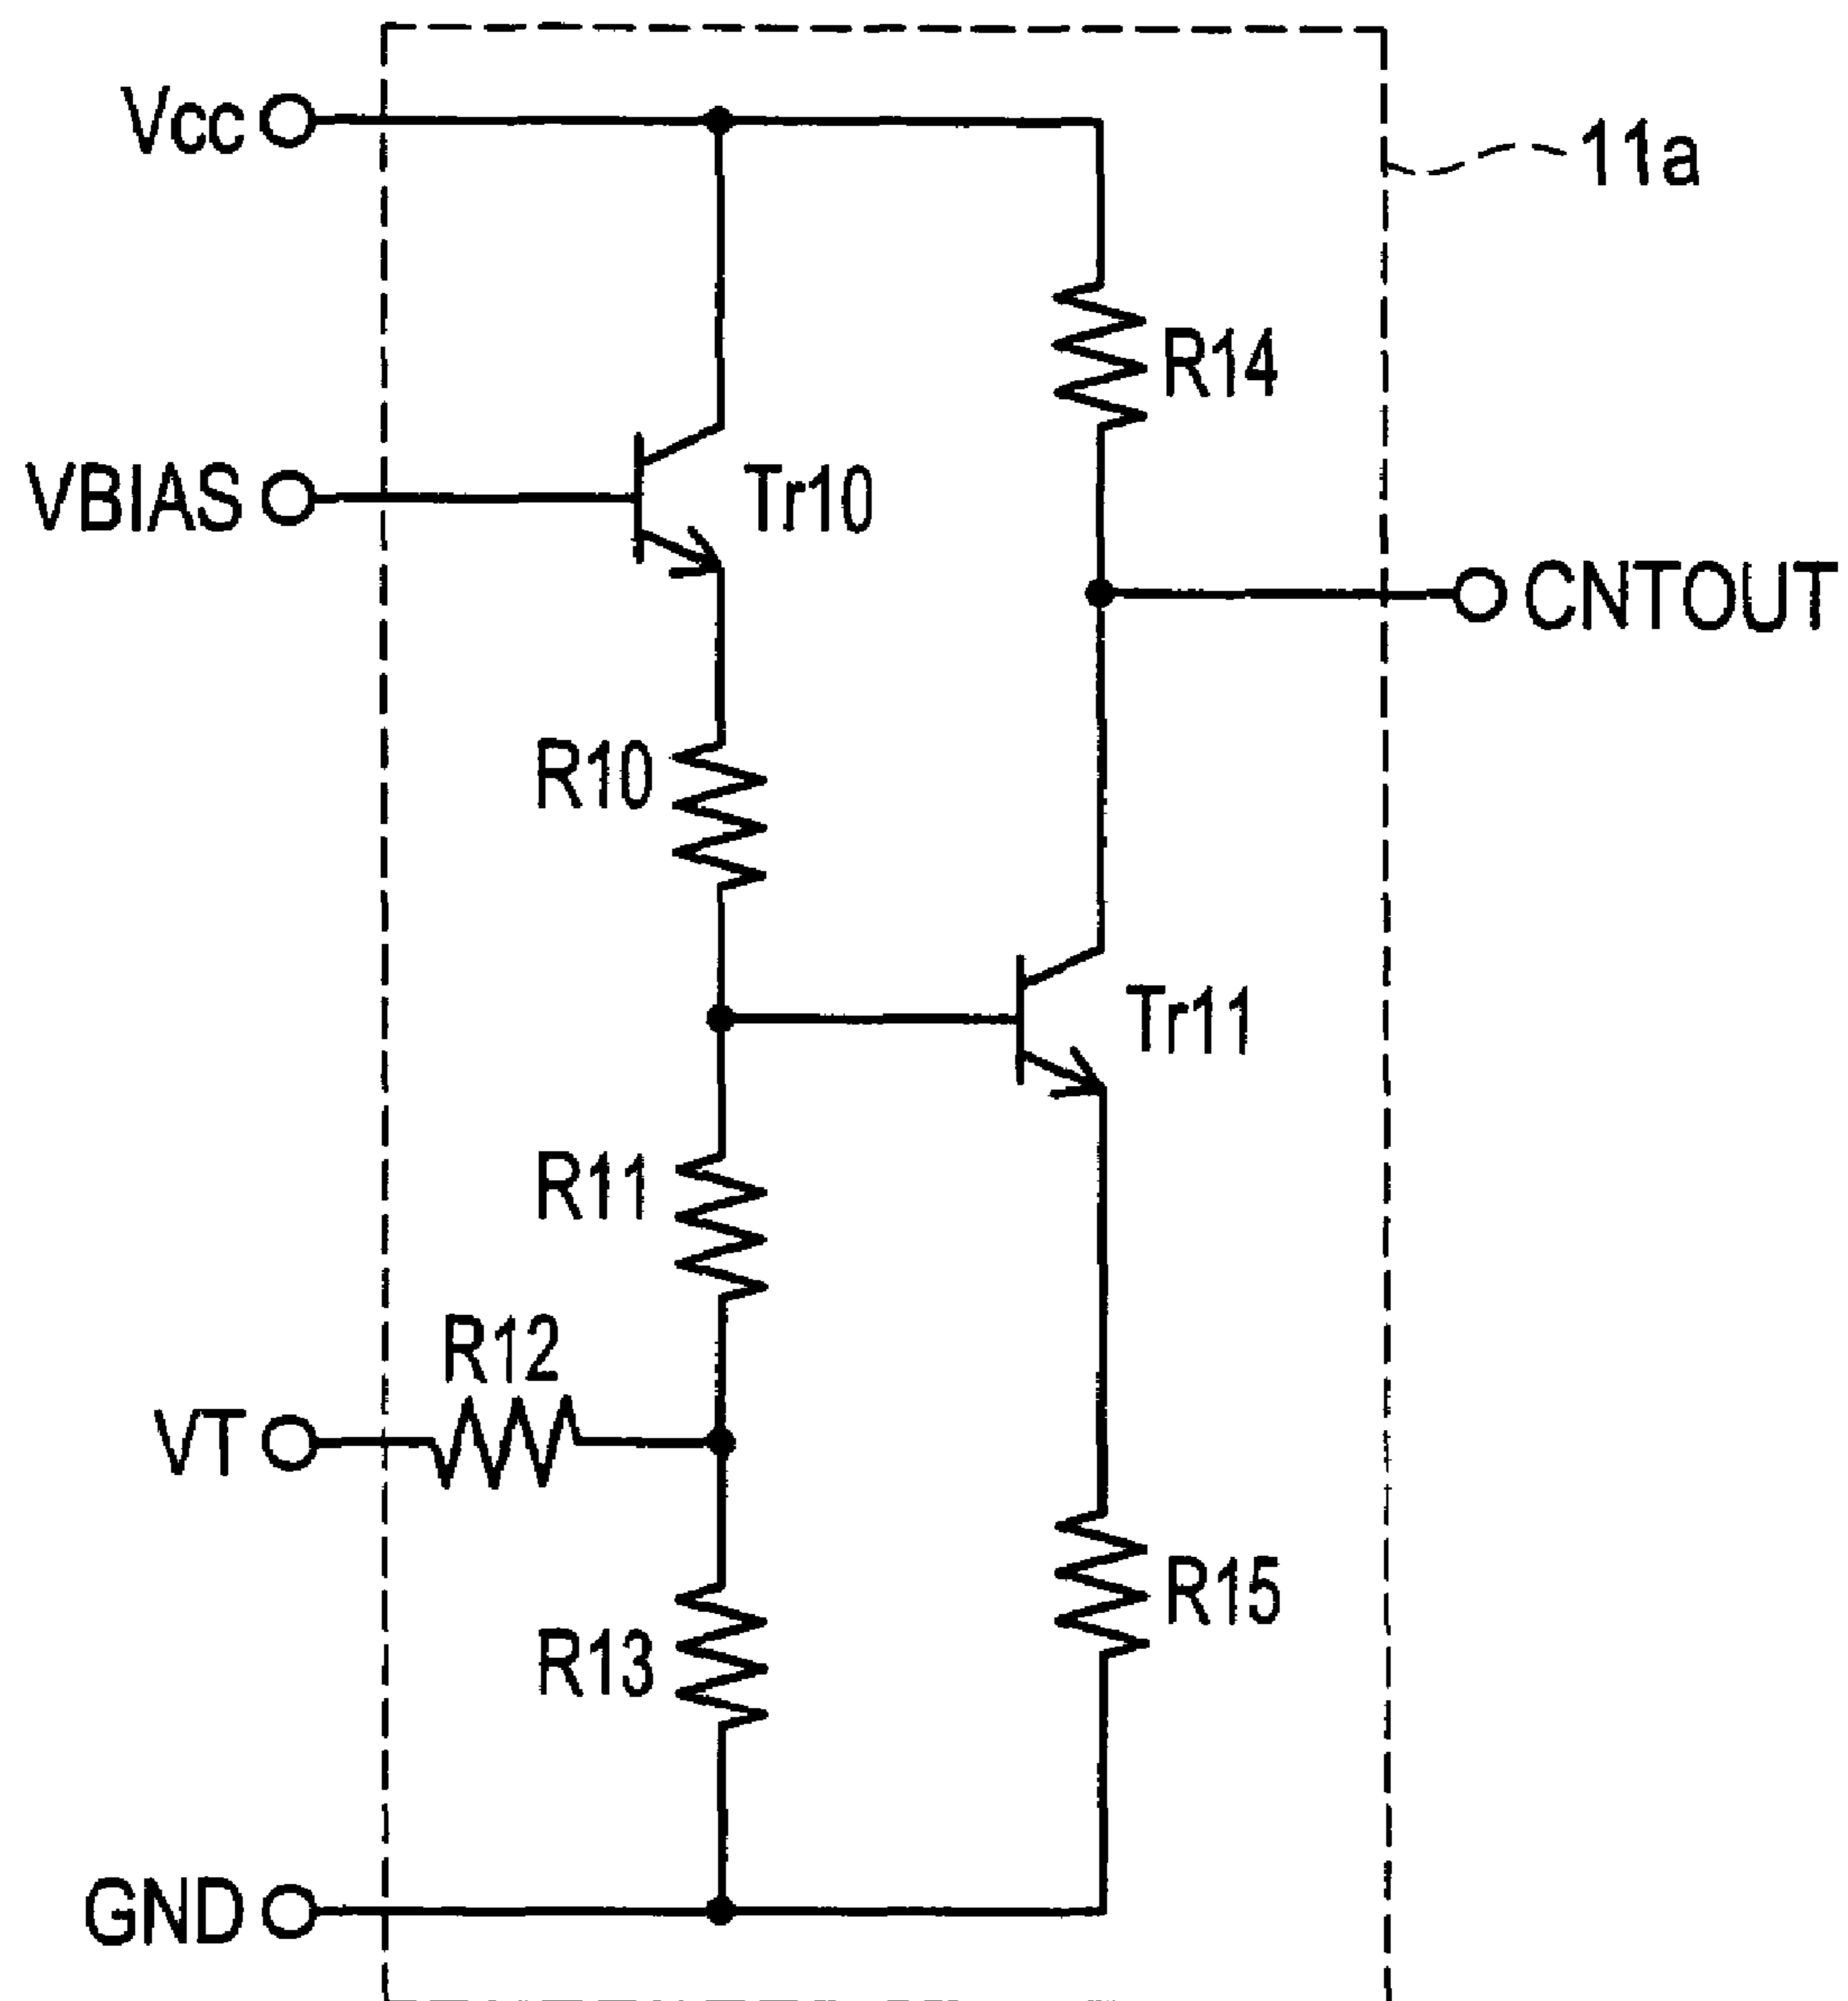 Vcc
11a
R14
VBIAS
Tr10
CNTOUT
R10
Tr11
R11
R12
VT
R15
R13
GND